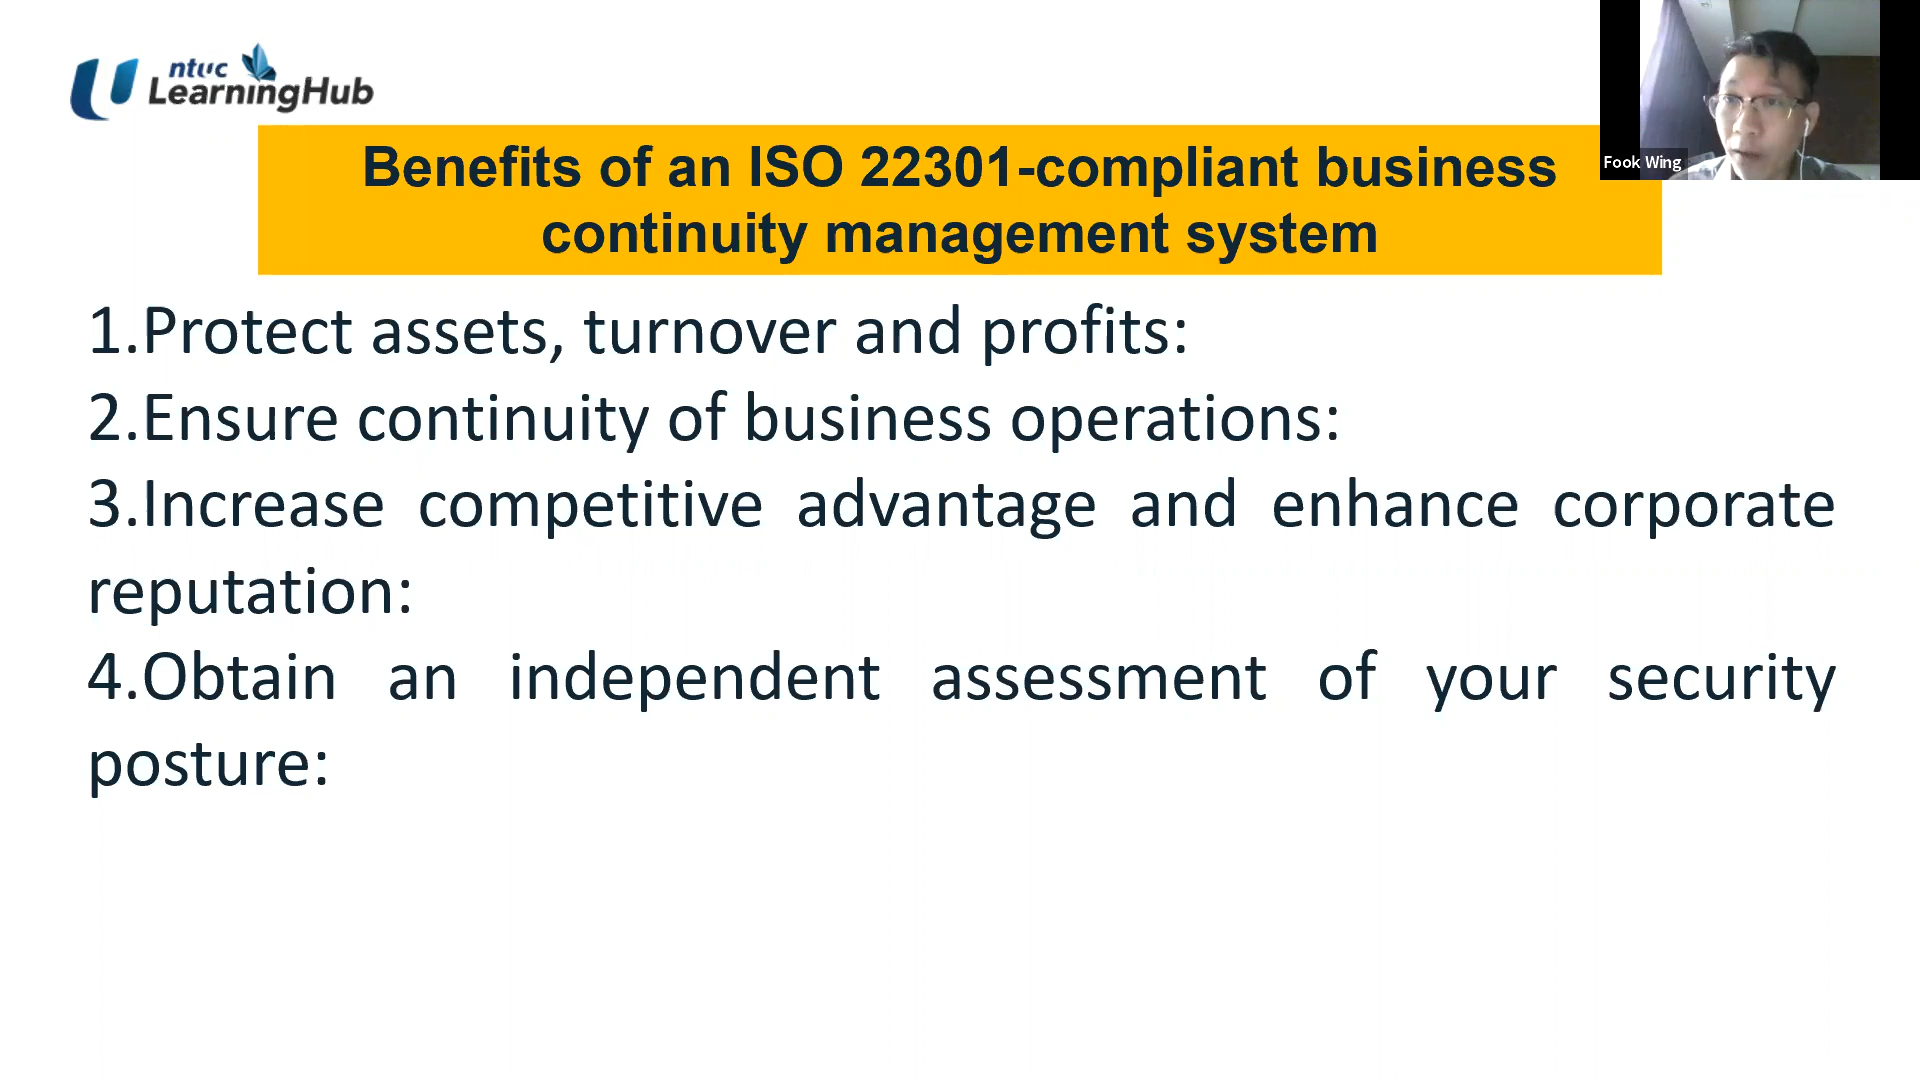 ntuc
LearningHub
Fook Wing
Benefits of an ISO 22301-compliant business
continuity management system
1.Protect assets, turnover and profits:
2.Ensure continuity of business operations:
3.Increase competitive advantage and enhance corporate
reputation:
4.Obtain an independent assessment of your security
posture: